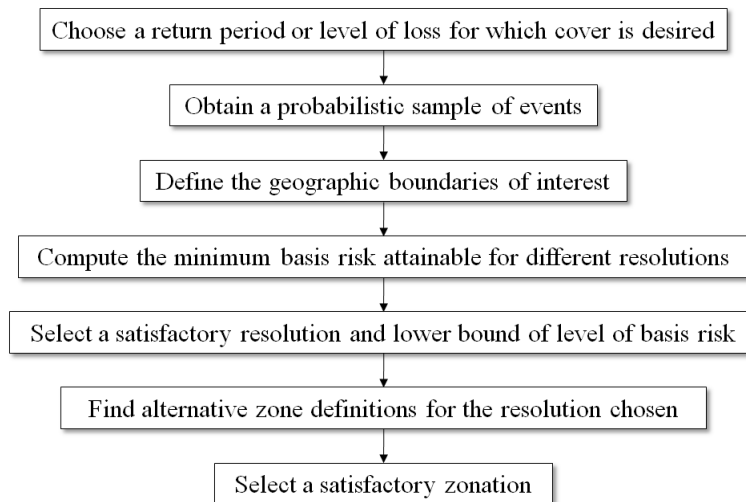 Choose a return period or level of loss for which cover is desired
Obtain a probabilistic sample of events
Define the geographic boundaries of interest
Compute the minimum basis risk attainable for different resolutions
Select a satisfactory resolution and lower bound of level of basis risk
Find alternative zone definitions for the resolution chosen
Select a satisfactory zonation